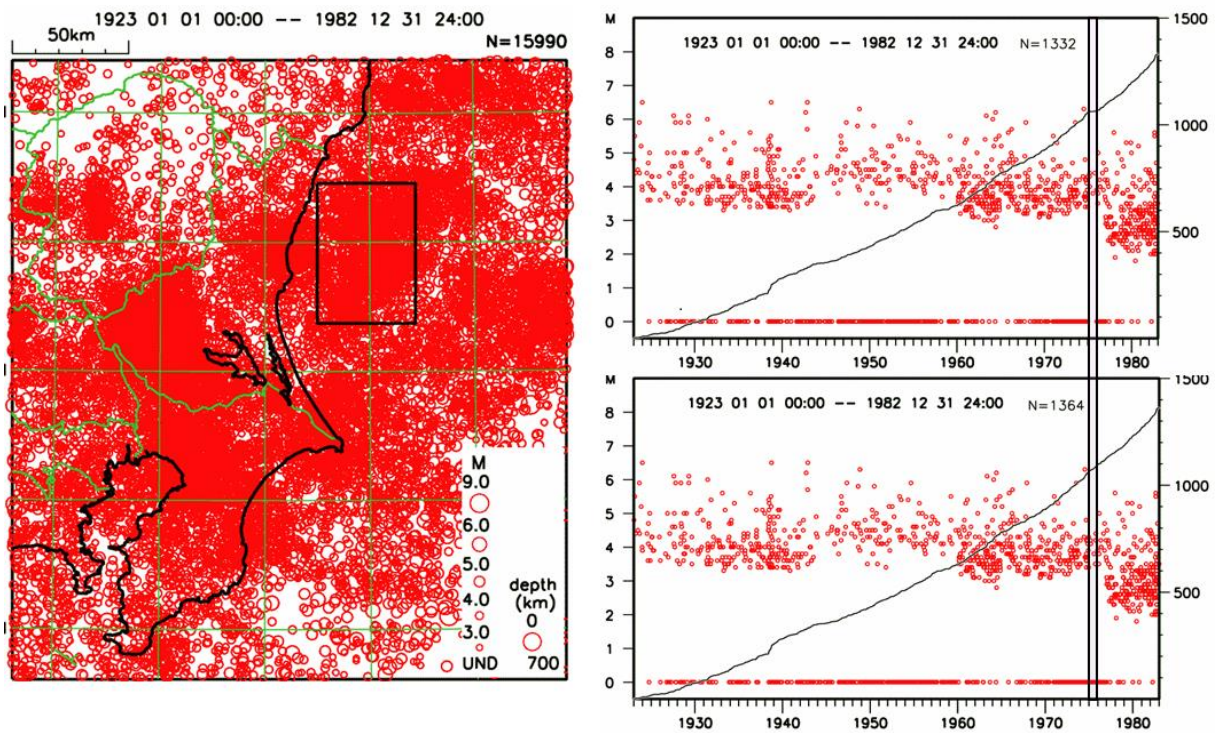 1923 01 01 00:00 -- 1982 12 31 24:00
50km
N=15990
M
9.0
6.0
5.0
4.0
3.0
UND
depth
(km)
0
700
M
8
7
6
5
4
3
2
1
0
1923 01 01 00:00 -- 1982 12 31 24:00 N=1332
1500
1000
500
1930 1940 1950 1960 1970 1980
M
8
7
6
5
4
3
2
1
0
1923 01 01 00:00 -- 1982 12 31 24:00 N=1364
1500
1000
500
1930 1940 1950 1960 1970 1980